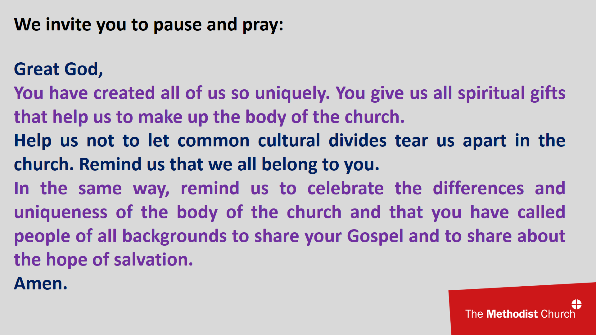 We invite you to pause and pray:
Great God,
You have created all of us so uniquely. You give us all spiritual gifts
that help us to make up the body of the church.
Help us not to let common cultural divides tear us apart in the
church. Remind us that we all belong to you.
In the same way, remind us to celebrate the differences and
uniqueness of the body of the church and that you have called
people of all backgrounds to share your Gospel and to share about
the hope of salvation.
Amen.
The Methodist Church